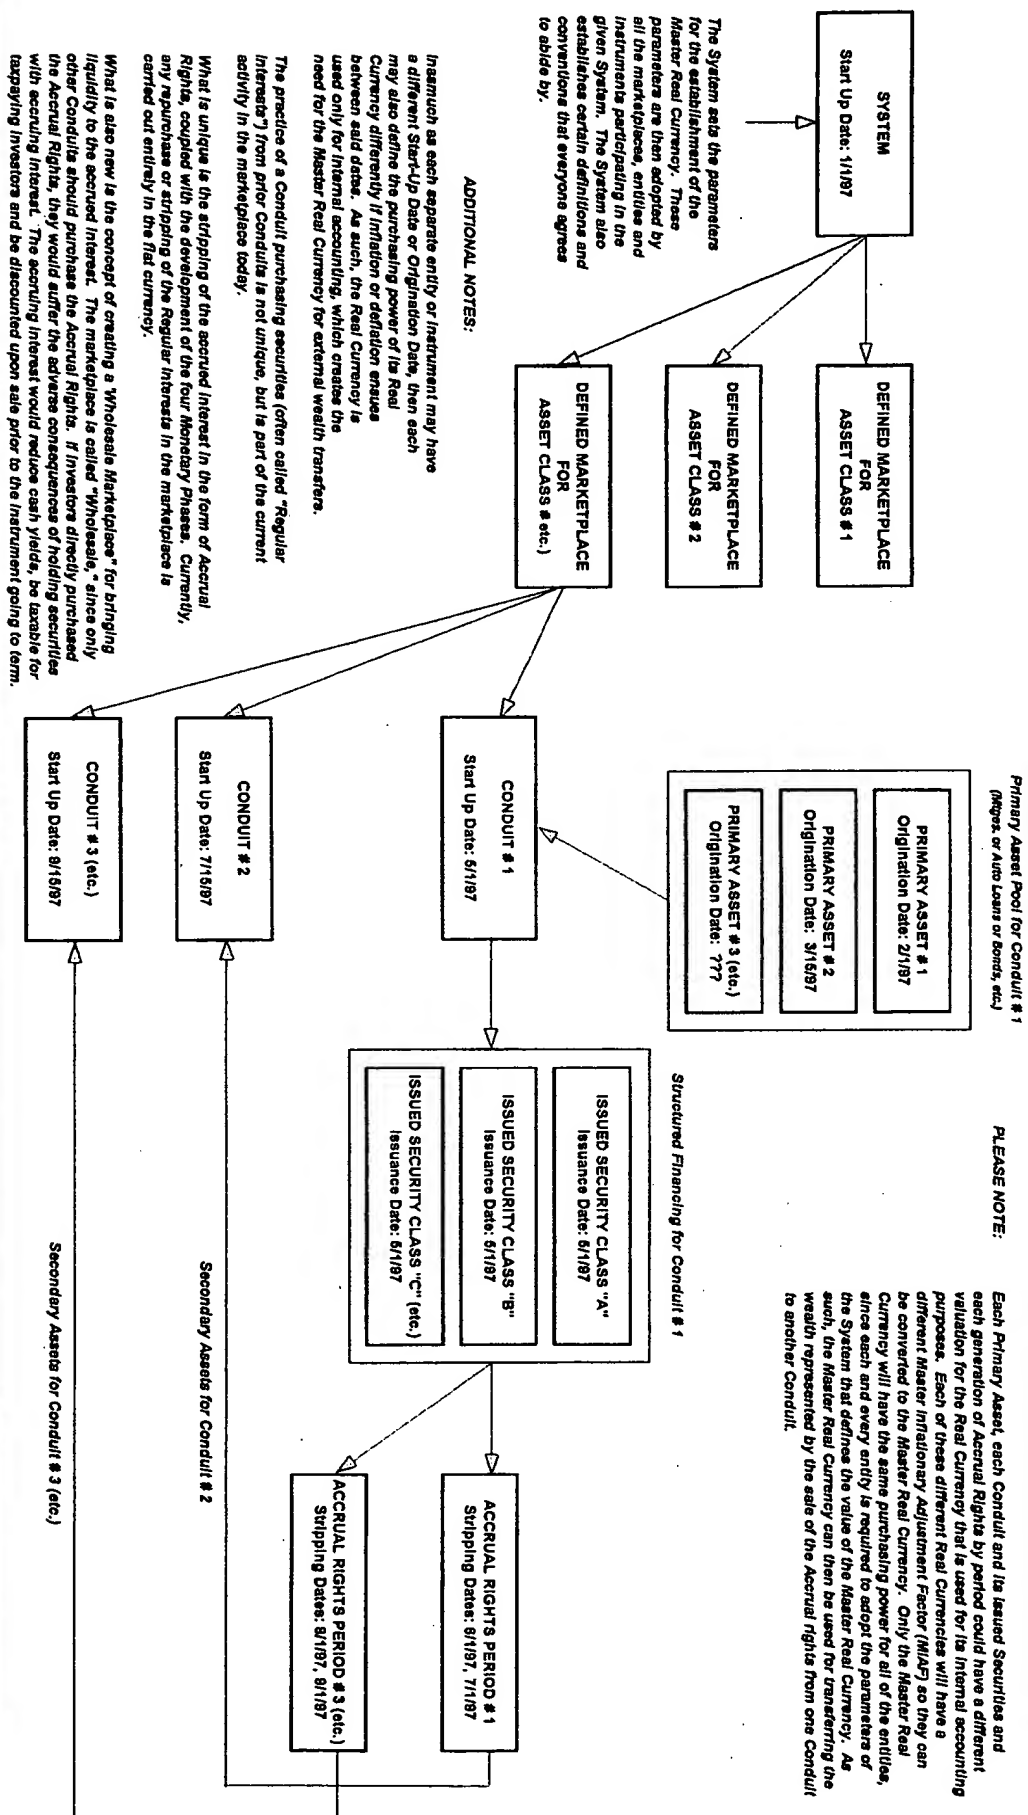 SYSTEM
Start Up Date: 1/1/97
The System sets the parameters
for the establishment of the
Master Real Currency. These
parameters are then adopted by
all the marketplaces, entities and
instruments participating in the
given System. The System also
establishes certain definitions and
conventions that everyone agrees
to abide by.
DEFINED MARKETPLACE
FOR
ASSET CLASS # 1
DEFINED MARKETPLACE
FOR
ASSET CLASS # 2
DEFINED MARKETPLACE
FOR
ASSET CLASS # etc.)
Primary Asset Pool for Conduit # 1
(Mtges. or Auto Loans or Bonds, etc.)
PRIMARY ASSET # 1
Origination Date: 2/1/97
PRIMARY ASSET # 2
Origination Date: 3/15/97
PRIMARY ASSET # 3 (etc.)
Origination Date: ???
PLEASE NOTE:
Each Primary Asset, each Conduit and its Issued Securities and
each generation of Accrual Rights by period could have a different
valuation for the Real Currency that is used for its internal accounting
purposes. Each of these different Real Currencies will have a
different Master Inflationary Adjustment Factor (MIAF) so they can
be converted to the Master Real Currency. Only the Master Real
Currency will have the same purchasing power for all of the entities,
since each and every entity is required to adopt the parameters of
the System that defines the value of the Master Real Currency. As
such, the Master Real Currency can then be used for transferring the
wealth represented by the sale of the Accrual rights from one Conduit
to another Conduit.
CONDUIT # 1
Start Up Date: 5/1/97
CONDUIT # 2
Start Up Date: 7/15/97
CONDUIT # 3 (etc.)
Start Up Date: 9/15/97
Structured Financing for Conduit # 1
ISSUED SECURITY CLASS "A"
Issuance Date: 5/1/97
ISSUED SECURITY CLASS "B"
Issuance Date: 5/1/97
ISSUED SECURITY CLASS "C" (etc.)
Issuance Date: 5/1/97
ACCRUAL RIGHTS PERIOD # 1
Stripping Dates: 6/1/97, 7/1/97
ACCRUAL RIGHTS PERIOD # 3 (etc.)
Stripping Dates: 8/1/97, 9/1/97
Secondary Assets for Conduit # 2
Secondary Assets for Conduit # 3 (etc.)
ADDITIONAL NOTES:
Inasmuch as each separate entity or instrument may have
a different Start-Up Date or Origination Date, then each
may also define the purchasing power of its Real
Currency differently if inflation or deflation ensues
between said dates. As such, the Real Currency is
used only for internal accounting, which creates the
need for the Master Real Currency for external wealth transfers.
The practice of a Conduit purchasing securities (often called "Regular
Interests") from prior Conduits is not unique, but is part of the current
activity in the marketplace today.
What is unique is the stripping of the accrued interest in the form of Accrual
Rights, coupled with the development of the four Monetary Phases. Currently,
any repurchase or stripping of the Regular Interests in the marketplace is
carried out entirely in the fiat currency.
What is also new is the concept of creating a "Wholesale Marketplace" for bringing
liquidity to the accrued interest. The marketplace is called "Wholesale," since only
other Conduits should purchase the Accrual Rights. If investors directly purchased
the Accrual Rights, they would suffer the adverse consequences of holding securities
with accruing interest. The accruing interest would reduce cash yields, be taxable for
taxpaying investors and be discounted upon sale prior to the instrument going to term.